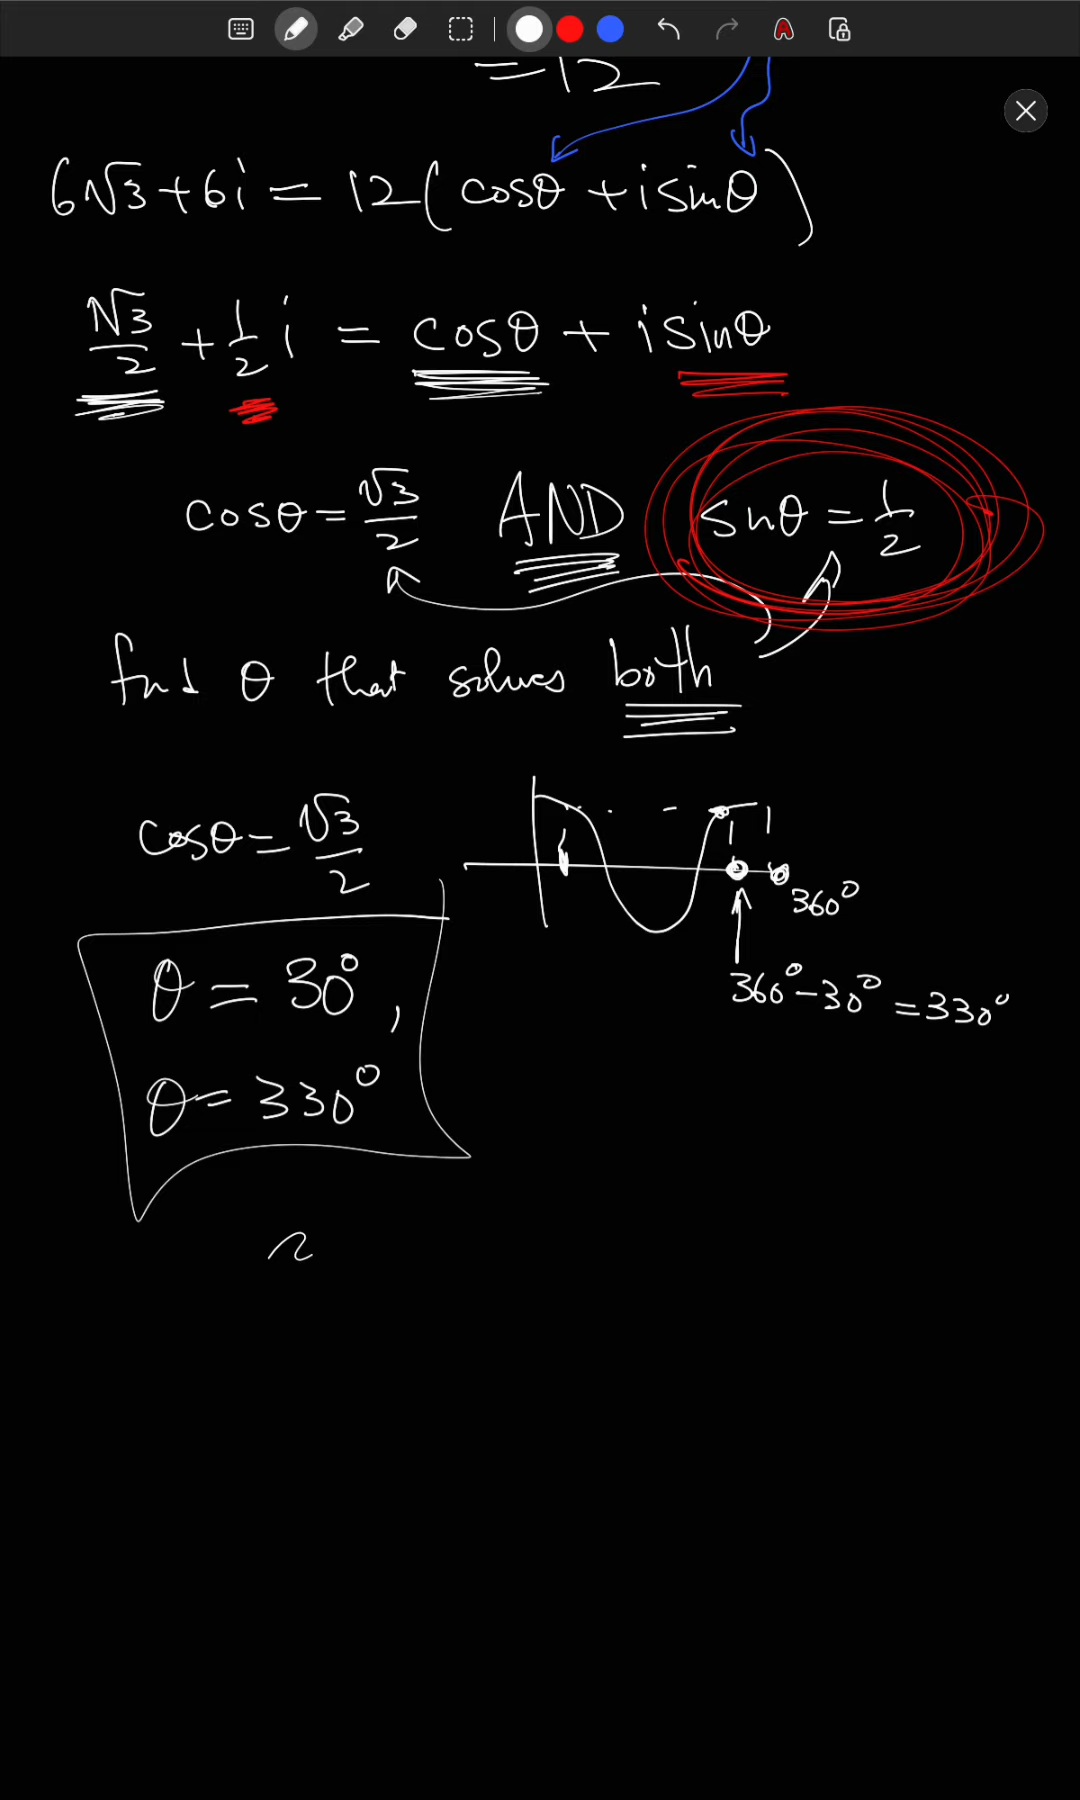 =12
6√3+6i = 12(cosθ + isinθ)
√3/2 + 1/2 i = cosθ + isinθ
cosθ = √3/2 AND sinθ = 1/2
find θ that solves both
cosθ = √3/2
360°
θ = 30°,
360° - 30° = 330°
θ = 330°